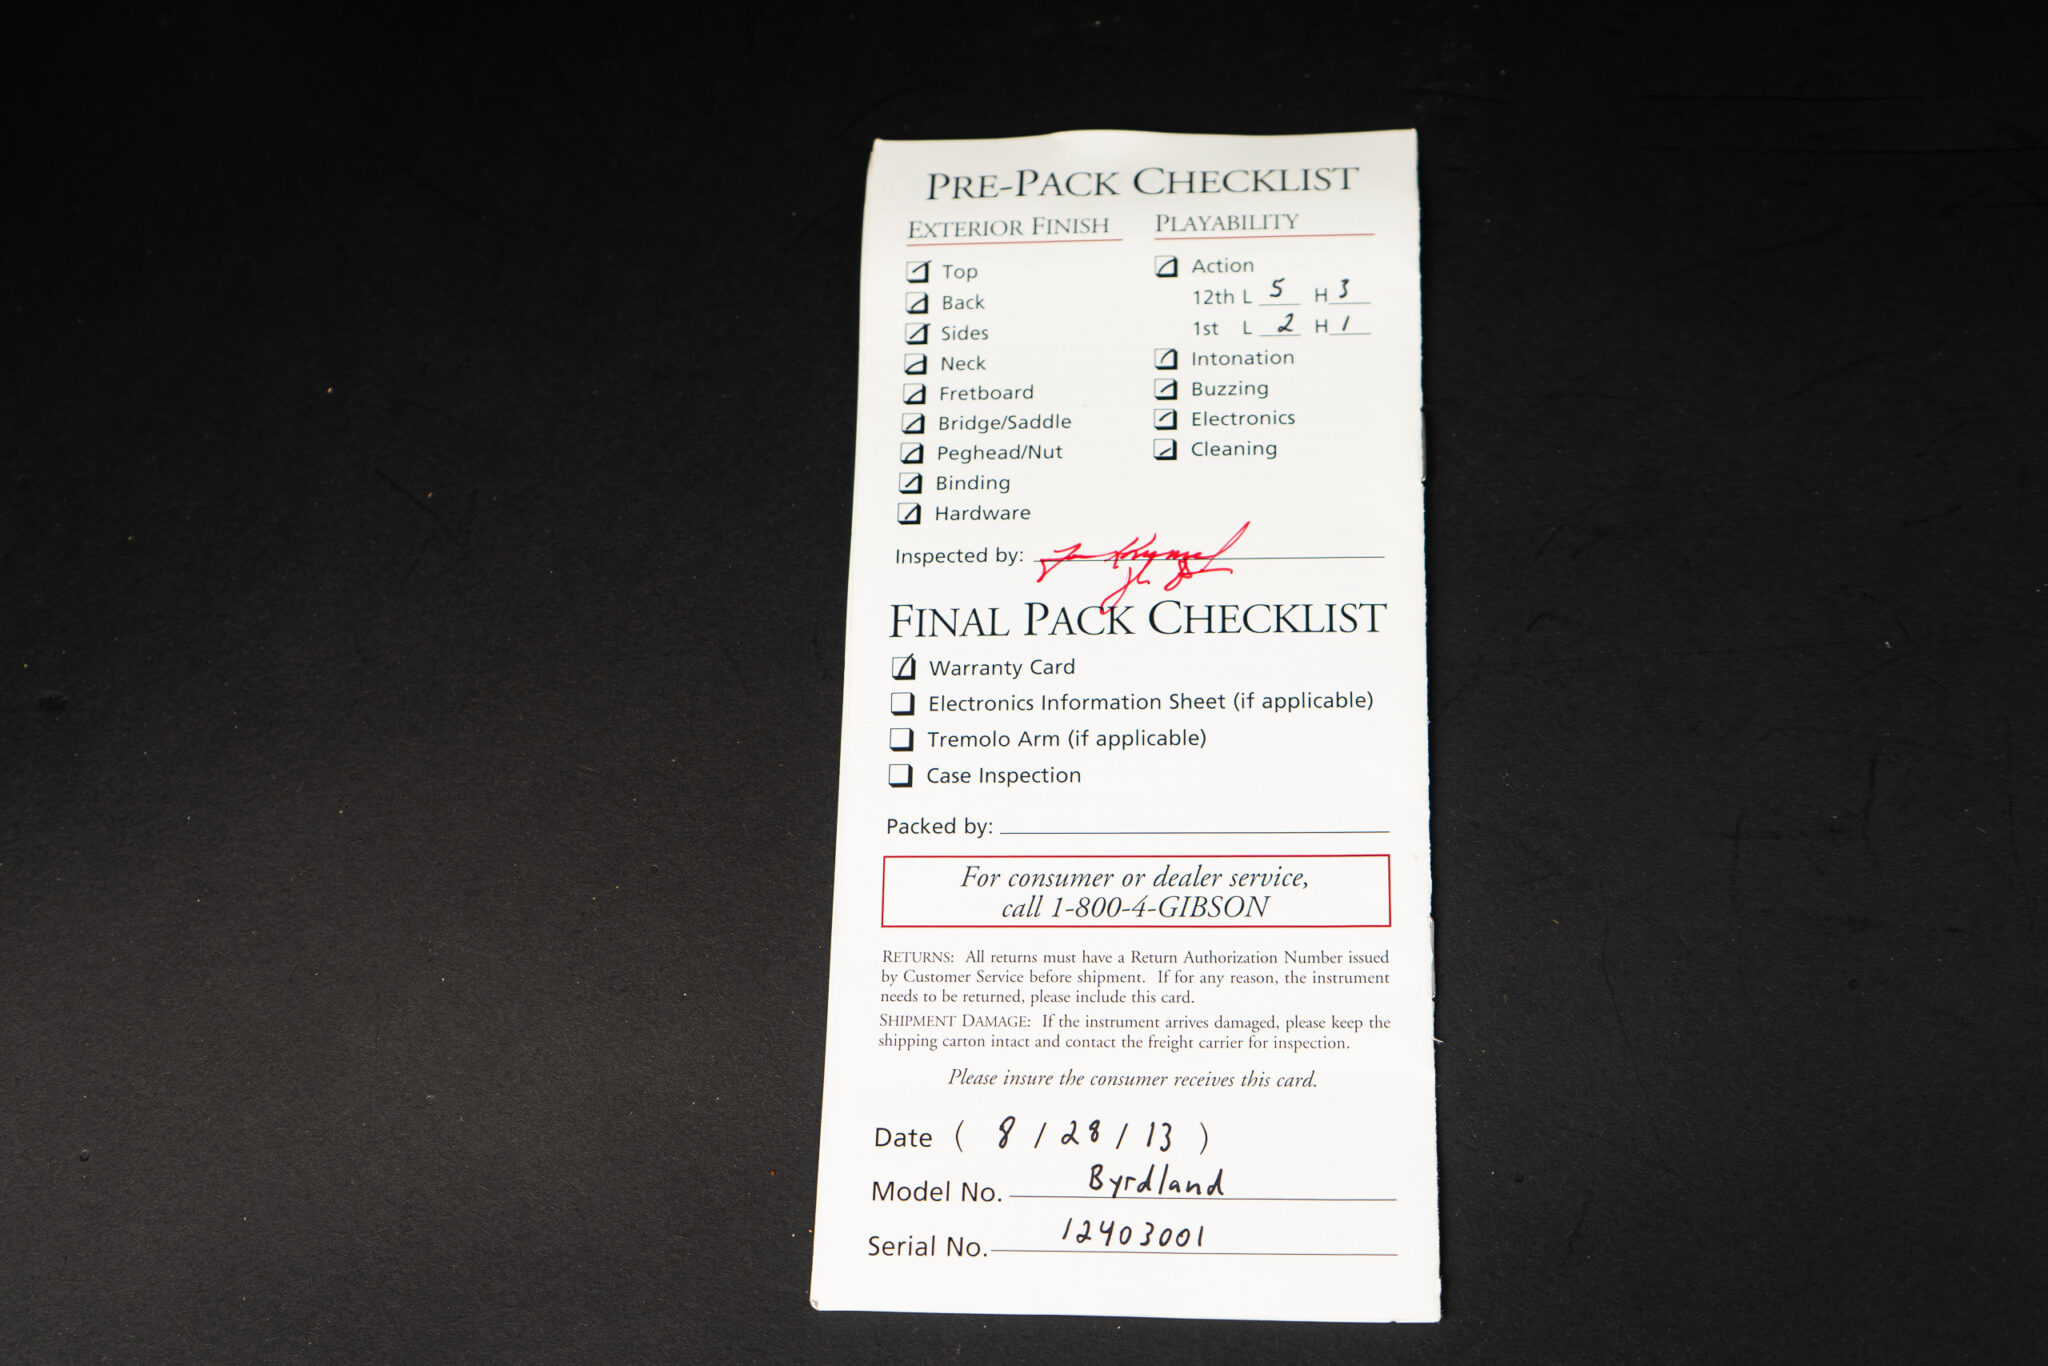 PRE-PACK CHECKLIST
EXTERIOR FINISH
Top
Back
Sides
Neck
Fretboard
Bridge/Saddle
Peghead/Nut
Binding
Hardware
PLAYABILITY
Action
12th L 5 H 3
1st L 2 H 1
Intonation
Buzzing
Electronics
Cleaning
Inspected by:
FINAL PACK CHECKLIST
Warranty Card
Electronics Information Sheet (if applicable)
Tremolo Arm (if applicable)
Case Inspection
Packed by:
For consumer or dealer service,
call 1-800-4-GIBSON
RETURNS: All returns must have a Return Authorization Number issued
by Customer Service before shipment. If for any reason, the instrument
needs to be returned, please include this card.
SHIPMENT DAMAGE: If the instrument arrives damaged, please keep the
shipping carton intact and contact the freight carrier for inspection.
Please insure the consumer receives this card.
Date ( 8 / 28 / 13 )
Model No. Byrdland
Serial No. 12403001